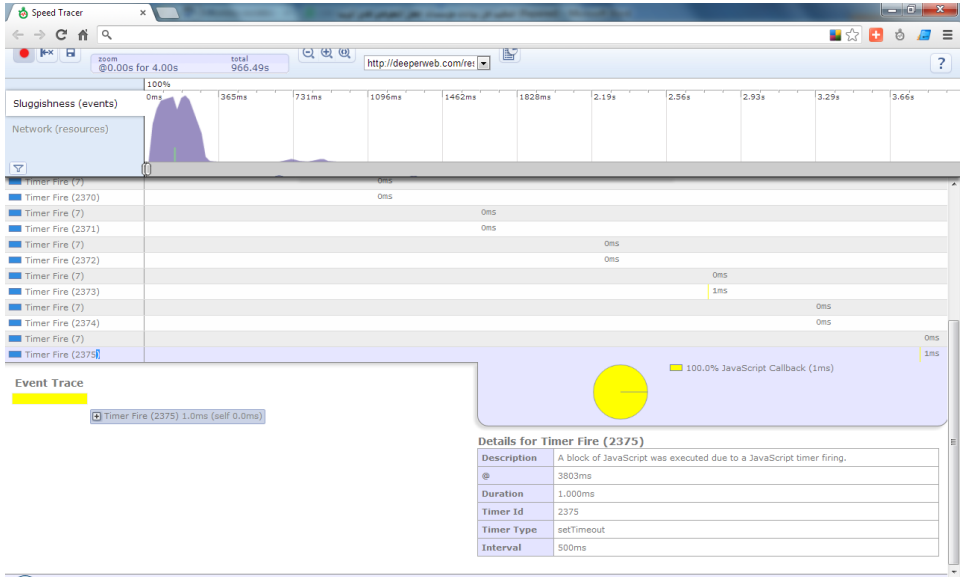 Speed Tracer
zoom
@0.00s for 4.00s
total
966.49s
http://deeperweb.com/res
?
100%
Sluggishness (events)
0ms 365ms 731ms 1096ms 1462ms 1828ms 2.19s 2.56s 2.93s 3.29s 3.66s
Network (resources)
Timer Fire (7) 0ms
Timer Fire (2370) 0ms
Timer Fire (7) 0ms
Timer Fire (2371) 0ms
Timer Fire (7) 0ms
Timer Fire (2372) 0ms
Timer Fire (7) 0ms
Timer Fire (2373) 1ms
Timer Fire (7) 0ms
Timer Fire (2374) 0ms
Timer Fire (7) 0ms
Timer Fire (2375) 1ms
100.0% JavaScript Callback (1ms)
Event Trace
Timer Fire (2375) 1.0ms (self 0.0ms)
Details for Timer Fire (2375)
Description A block of JavaScript was executed due to a JavaScript timer firing.
@ 3803ms
Duration 1.000ms
Timer Id 2375
Timer Type setTimeout
Interval 500ms